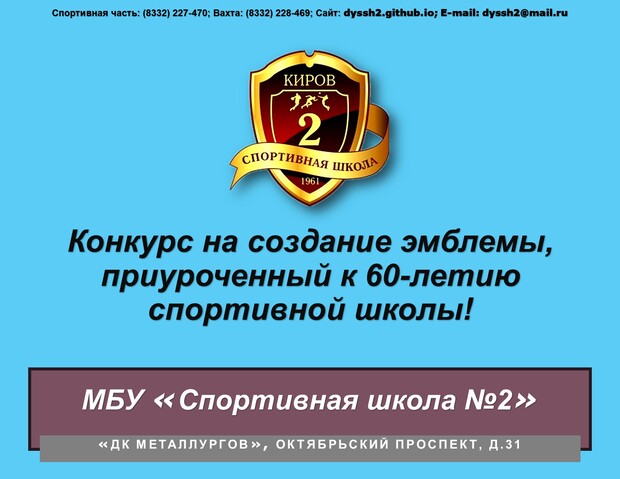 Спортивная часть: (8332) 227-470; Вахта: (8332) 228-469; Сайт: dyssh2.github.io; E-mail: dyssh2@mail.ru
КИРОВ
2
СПОРТИВНАЯ ШКОЛА
1961
Конкурс на создание эмблемы,
приуроченный к 60-летию
спортивной школы!
МБУ «Спортивная школа №2»
«ДК МЕТАЛЛУРГОВ», ОКТЯБРЬСКИЙ ПРОСПЕКТ, Д.31